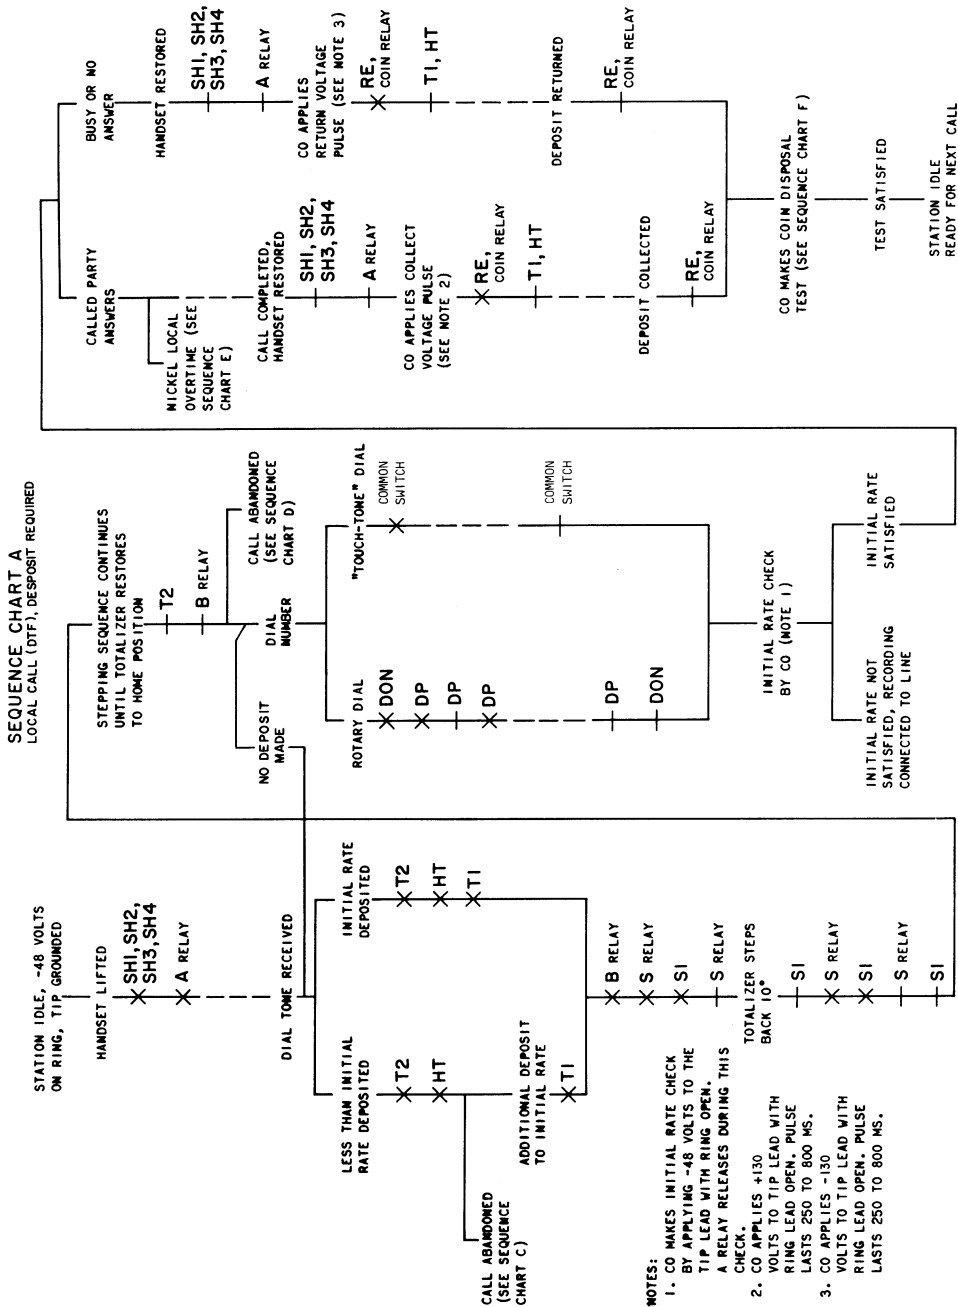 SEQUENCE CHART A
LOCAL CALL (DTF), DESPOSIT REQUIRED
STATION IDLE, -48 VOLTS
ON RING, TIP GROUNDED
HANDSET LIFTED
SH1, SH2,
SH3, SH4
A RELAY
DIAL TONE RECEIVED
LESS THAN INITIAL
RATE DEPOSITED
T2
HT
CALL ABANDONED
(SEE SEQUENCE
CHART C)
ADDITIONAL DEPOSIT
TO INITIAL RATE
T1
INITIAL RATE
DEPOSITED
T2
HT
T1
B RELAY
S RELAY
S1
S RELAY
TOTALIZER STEPS
BACK 10°
S1
S RELAY
S1
S RELAY
S1
NOTES:
1. CO MAKES INITIAL RATE CHECK
BY APPLYING -48 VOLTS TO THE
TIP LEAD WITH RING OPEN.
A RELAY RELEASES DURING THIS
CHECK.
2. CO APPLIES +130
VOLTS TO TIP LEAD WITH
RING LEAD OPEN. PULSE
LASTS 250 TO 800 MS.
3. CO APPLIES -130
VOLTS TO TIP LEAD WITH
RING LEAD OPEN. PULSE
LASTS 250 TO 800 MS.
STEPPING SEQUENCE CONTINUES
UNTIL TOTALIZER RESTORES
TO HOME POSITION
T2
B RELAY
NO DEPOSIT
MADE
DIAL
NUMBER
CALL ABANDONED
(SEE SEQUENCE
CHART D)
ROTARY DIAL
DON
DP
DP
DP
DP
DON
"TOUCH-TONE" DIAL
COMMON
SWITCH
COMMON
SWITCH
INITIAL RATE CHECK
BY CO (NOTE 1)
INITIAL RATE NOT
SATISFIED, RECORDING
CONNECTED TO LINE
INITIAL RATE
SATISFIED
CALLED PARTY
ANSWERS
NICKEL LOCAL
OVERTIME (SEE
SEQUENCE
CHART E)
CALL COMPLETED,
HANDSET RESTORED
SH1, SH2,
SH3, SH4
A RELAY
CO APPLIES COLLECT
VOLTAGE PULSE
(SEE NOTE 2)
RE,
COIN RELAY
T1, HT
DEPOSIT COLLECTED
RE,
COIN RELAY
BUSY OR NO
ANSWER
HANDSET RESTORED
SH1, SH2,
SH3, SH4
A RELAY
CO APPLIES
RETURN VOLTAGE
PULSE (SEE NOTE 3)
RE,
COIN RELAY
T1, HT
DEPOSIT RETURNED
RE,
COIN RELAY
CO MAKES COIN DISPOSAL
TEST (SEE SEQUENCE CHART F)
TEST SATISFIED
STATION IDLE
READY FOR NEXT CALL